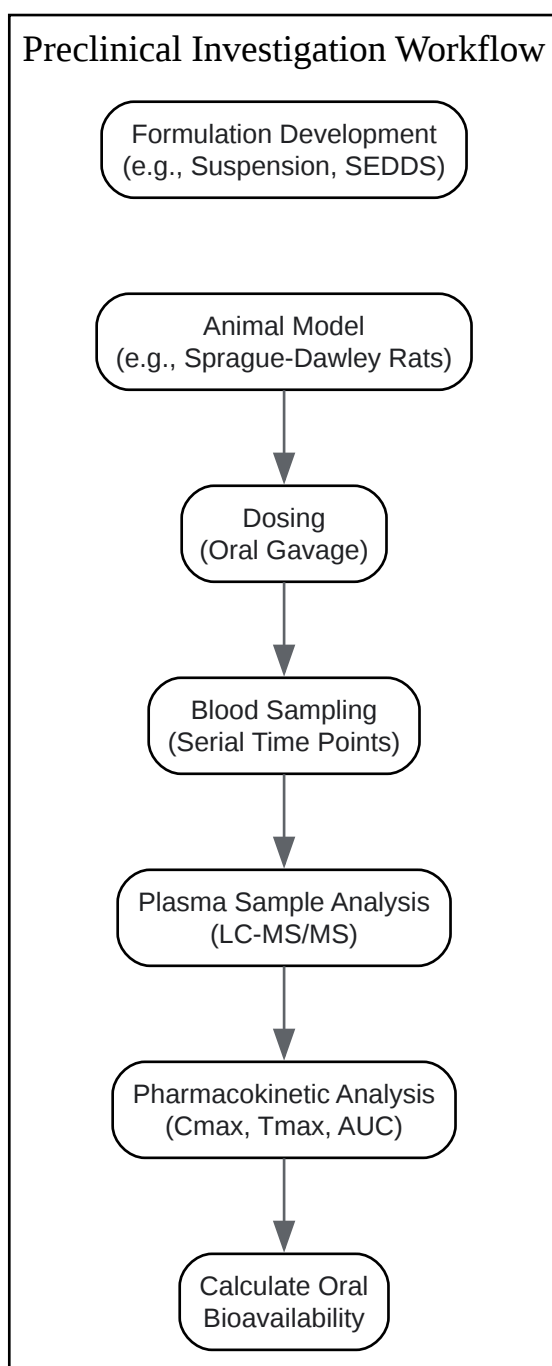 Preclinical Investigation Workflow
Formulation Development
(e.g., Suspension, SEDDS)
Animal Model
(e.g., Sprague-Dawley Rats)
Dosing
(Oral Gavage)
Blood Sampling
(Serial Time Points)
Plasma Sample Analysis
(LC-MS/MS)
Pharmacokinetic Analysis
(Cmax, Tmax, AUC)
Calculate Oral
Bioavailability